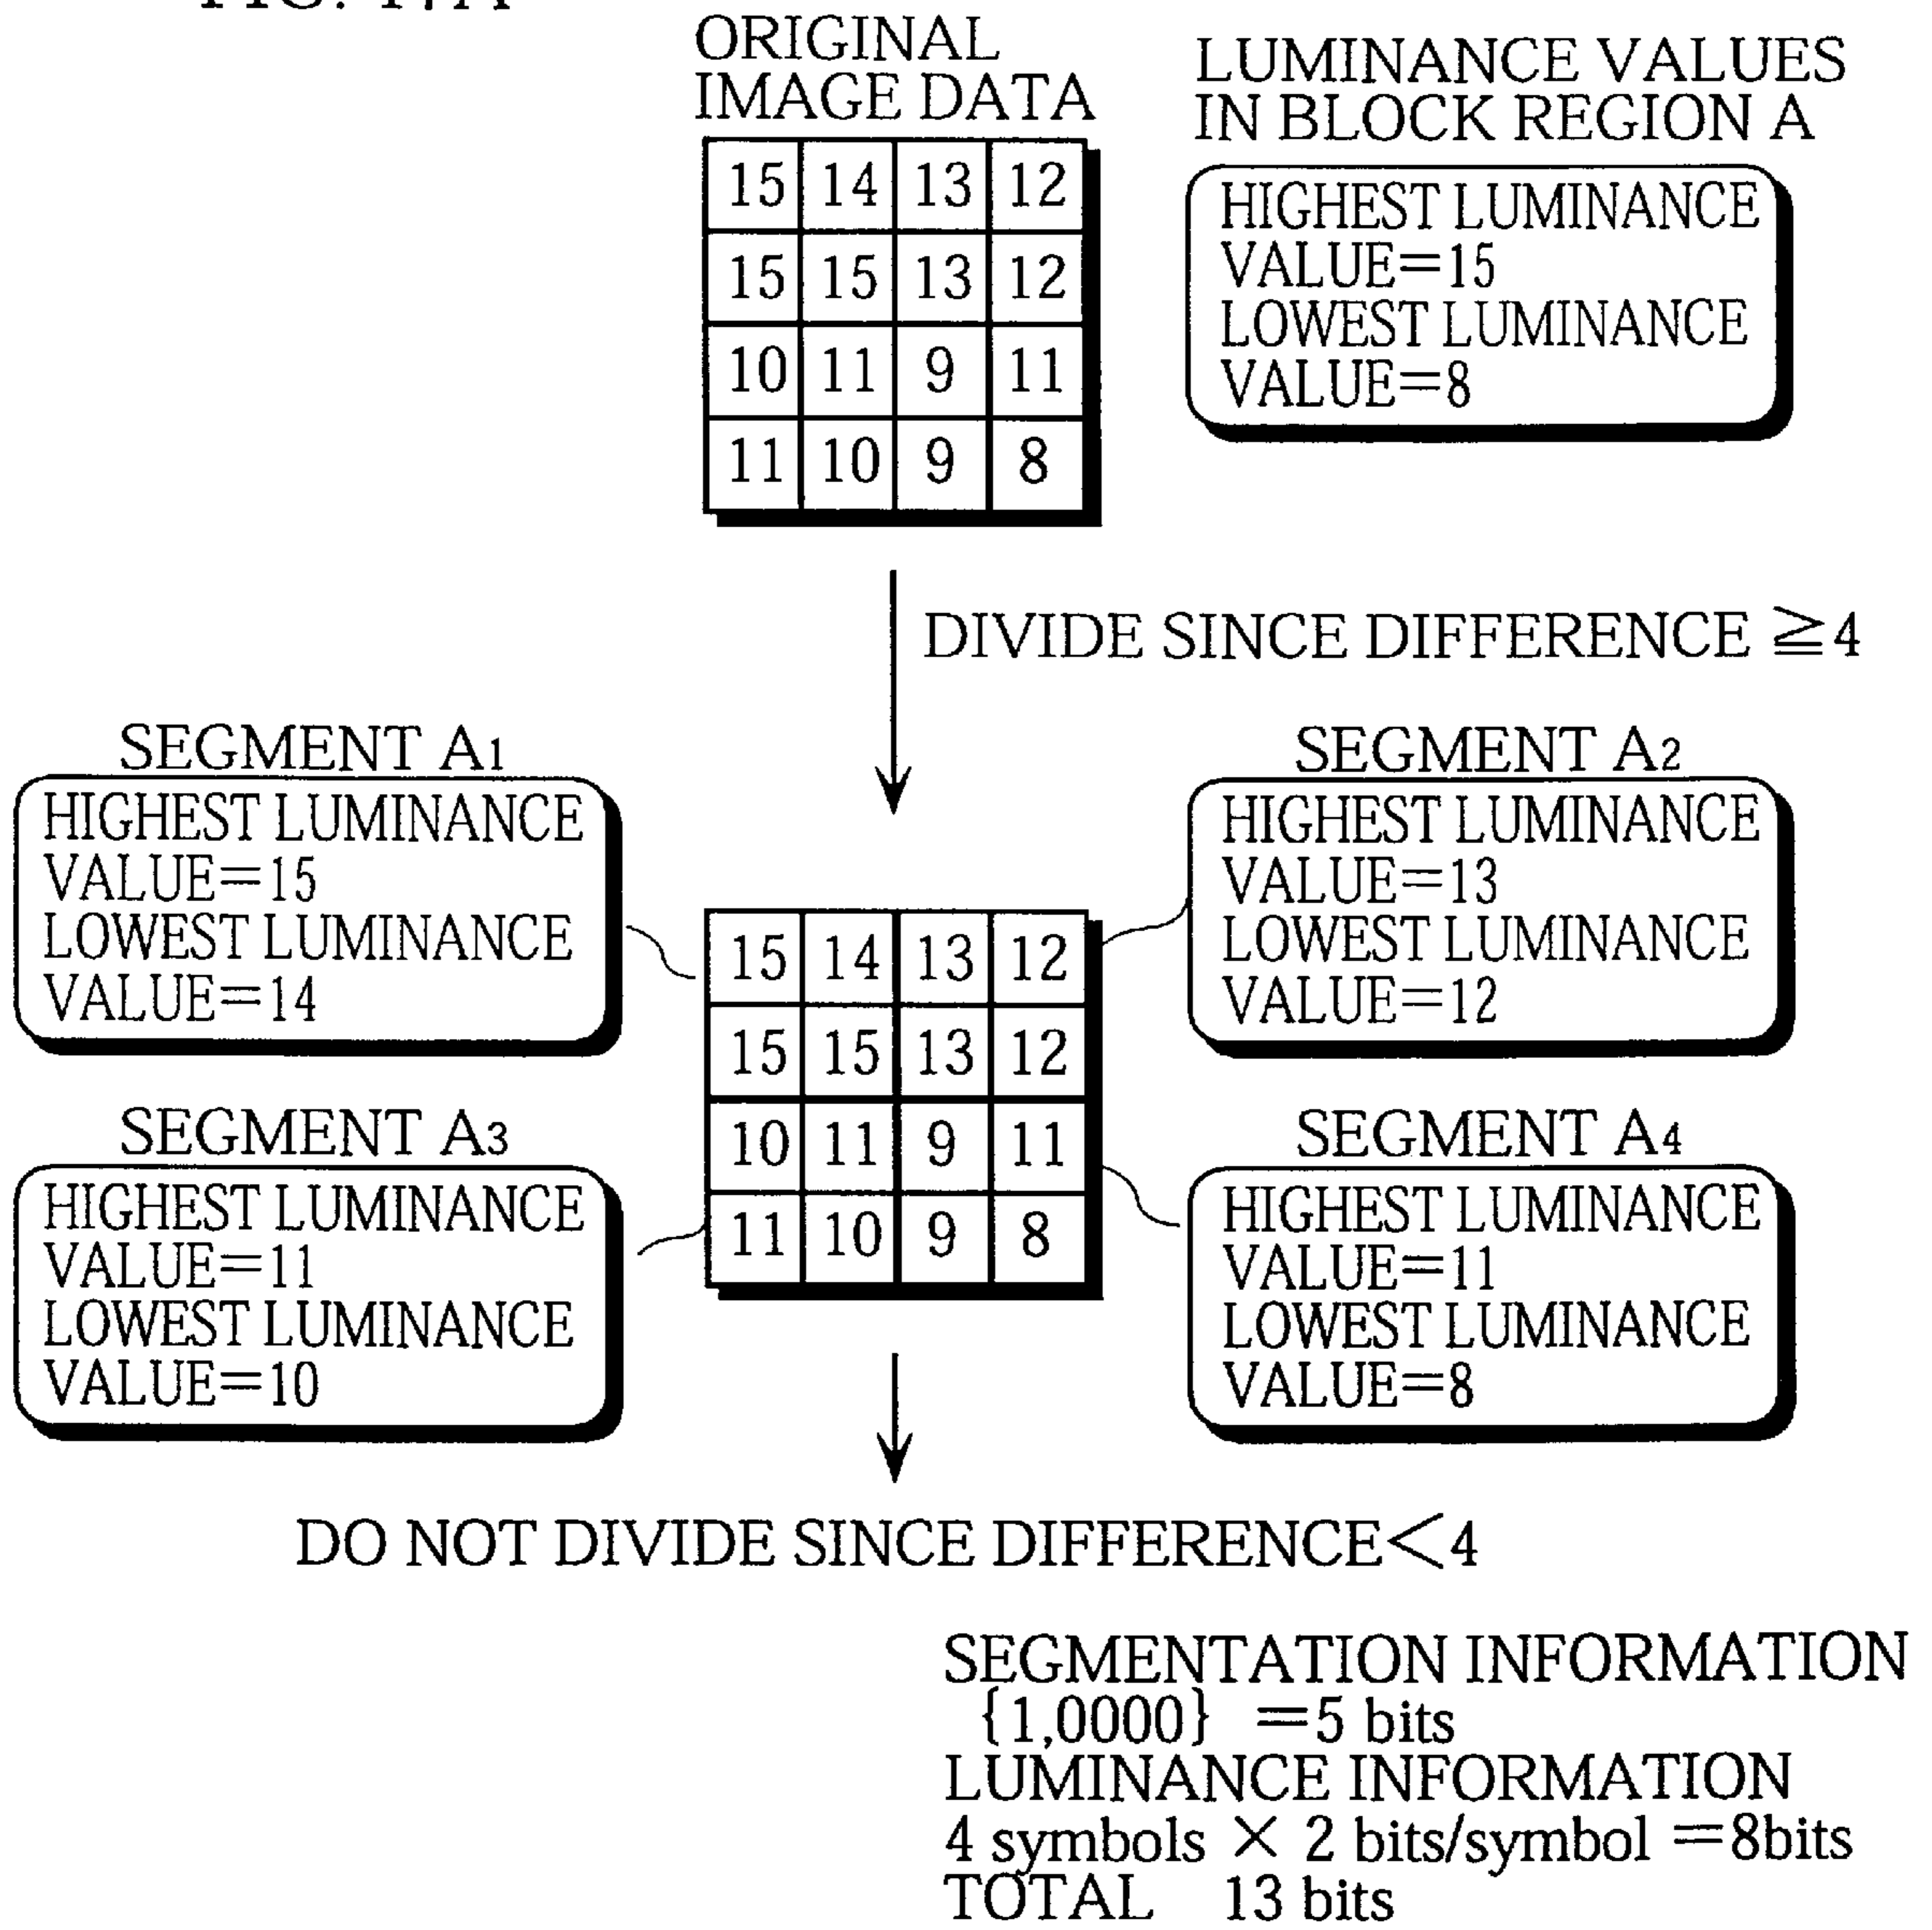 ORIGINAL
IMAGE DATA
LUMINANCE VALUES
IN BLOCK REGION A
15 14 13 12
15 15 13 12
10 11 9 11
11 10 9 8
HIGHEST LUMINANCE
VALUE=15
LOWEST LUMINANCE
VALUE=8
DIVIDE SINCE DIFFERENCE ≧4
SEGMENT A1
HIGHEST LUMINANCE
VALUE=15
LOWEST LUMINANCE
VALUE=14
SEGMENT A2
HIGHEST LUMINANCE
VALUE=13
LOWEST LUMINANCE
VALUE=12
15 14 13 12
15 15 13 12
10 11 9 11
11 10 9 8
SEGMENT A3
HIGHEST LUMINANCE
VALUE=11
LOWEST LUMINANCE
VALUE=10
SEGMENT A4
HIGHEST LUMINANCE
VALUE=11
LOWEST LUMINANCE
VALUE=8
DO NOT DIVIDE SINCE DIFFERENCE<4
SEGMENTATION INFORMATION
{1,0000} =5 bits
LUMINANCE INFORMATION
4 symbols × 2 bits/symbol =8bits
TOTAL 13 bits